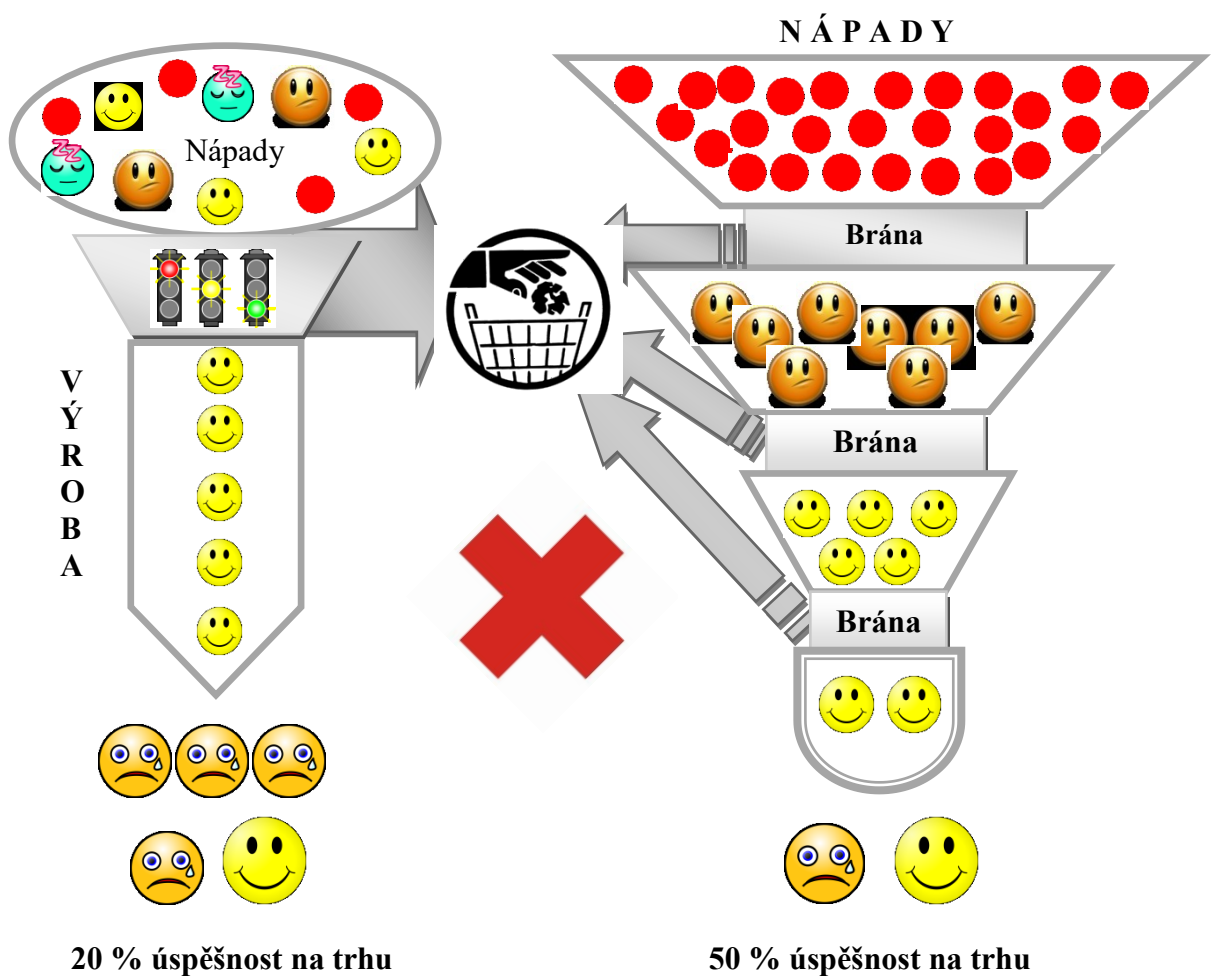 N Á P A D Y
Nápady
Brána
V
Ý
R
O
B
A
Brána
Brána
20 % úspěšnost na trhu
50 % úspěšnost na trhu